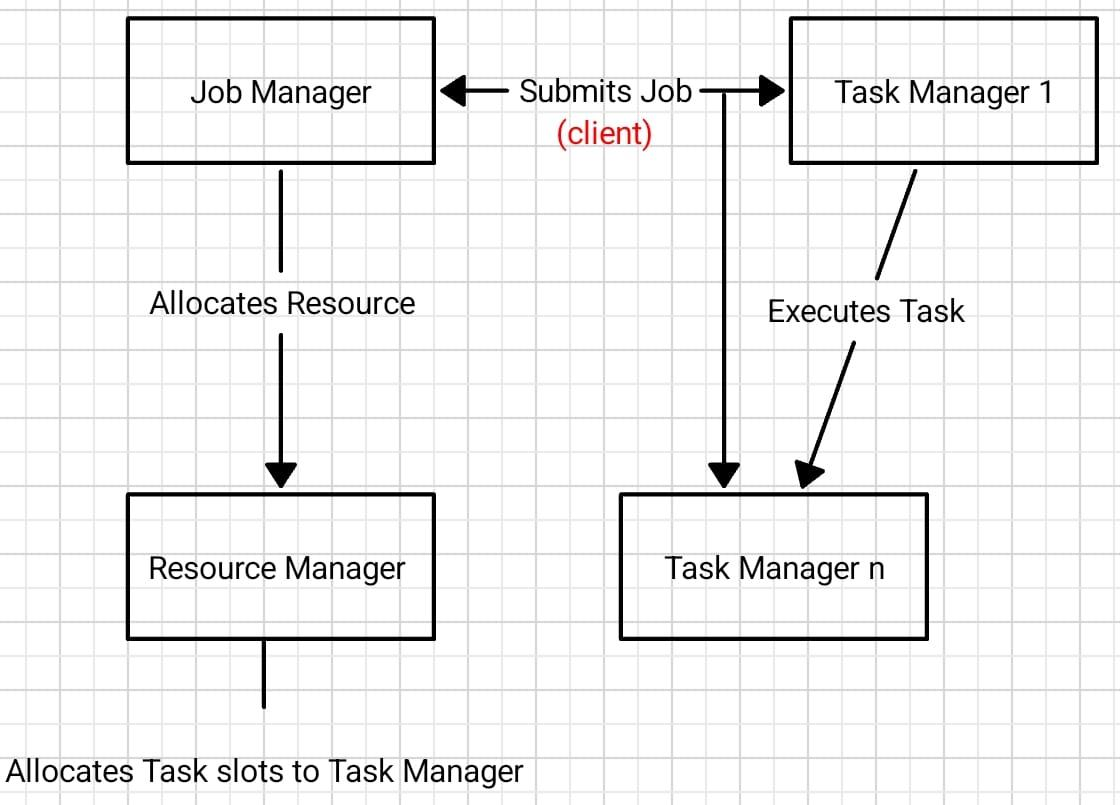 Job Manager
Submits Job
(client)
Task Manager 1
Allocates Resource
Executes Task
Resource Manager
Task Manager n
Allocates Task slots to Task Manager